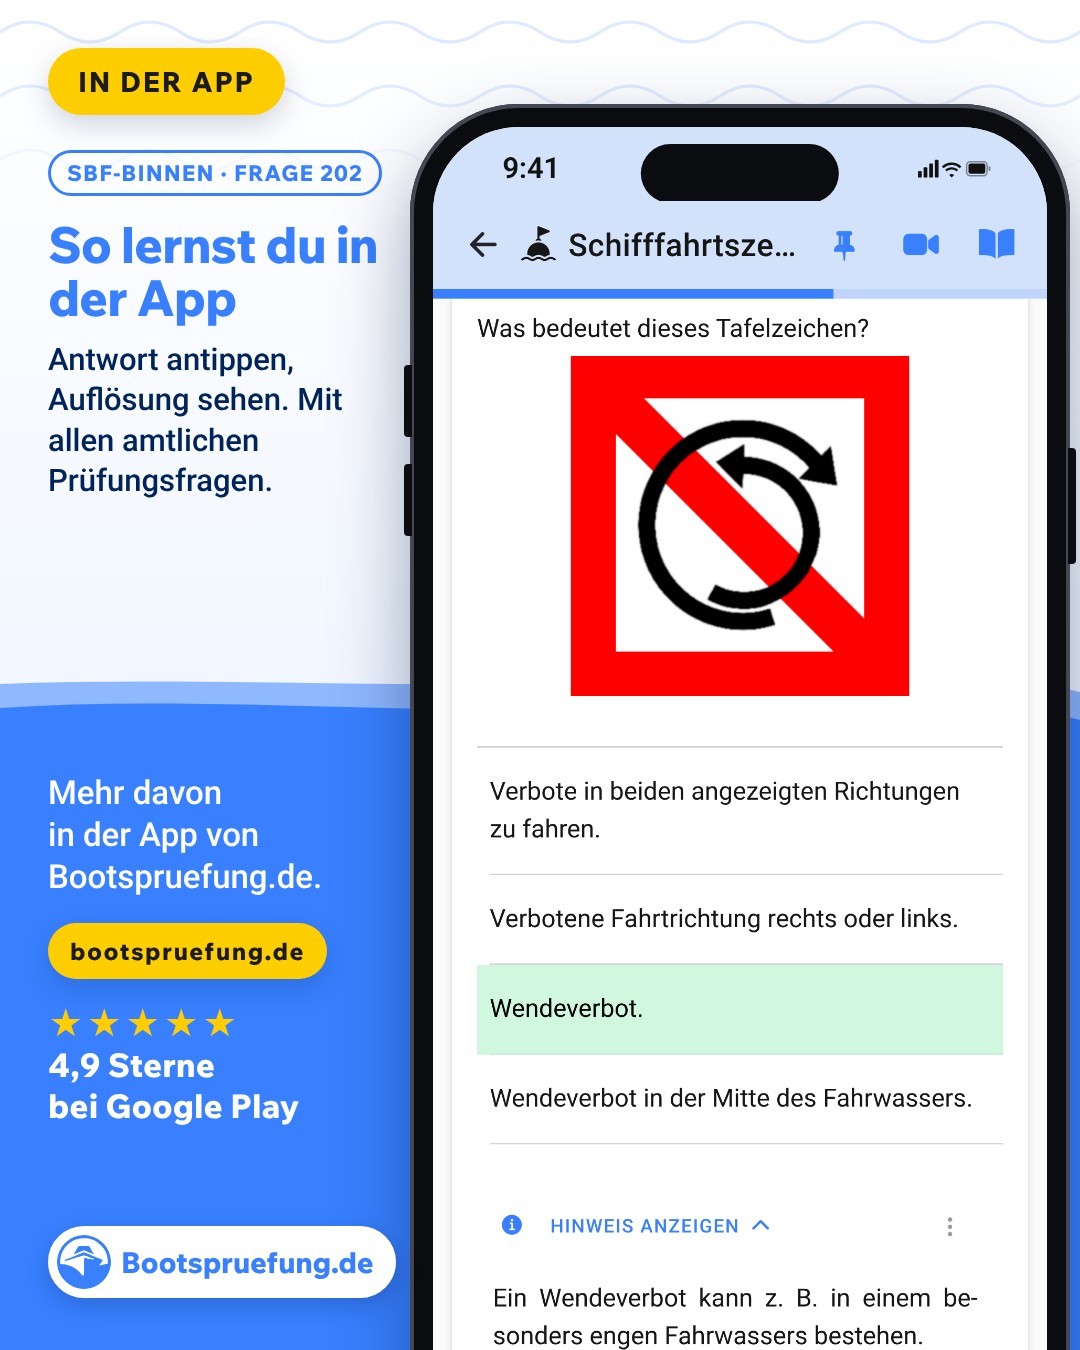 IN DER APP
SBF-BINNEN · FRAGE 202
So lernst du in
der App
Antwort antippen,
Auflösung sehen. Mit
allen amtlichen
Prüfungsfragen.
Mehr davon
in der App von
Bootspruefung.de.
bootspruefung.de
★★★★★
4,9 Sterne
bei Google Play
Bootspruefung.de
9:41
Schifffahrtsze...
Was bedeutet dieses Tafelzeichen?
Verbote in beiden angezeigten Richtungen
zu fahren.
Verbotene Fahrtrichtung rechts oder links.
Wendeverbot.
Wendeverbot in der Mitte des Fahrwassers.
HINWEIS ANZEIGEN
Ein Wendeverbot kann z. B. in einem be-
sonders engen Fahrwassers bestehen.